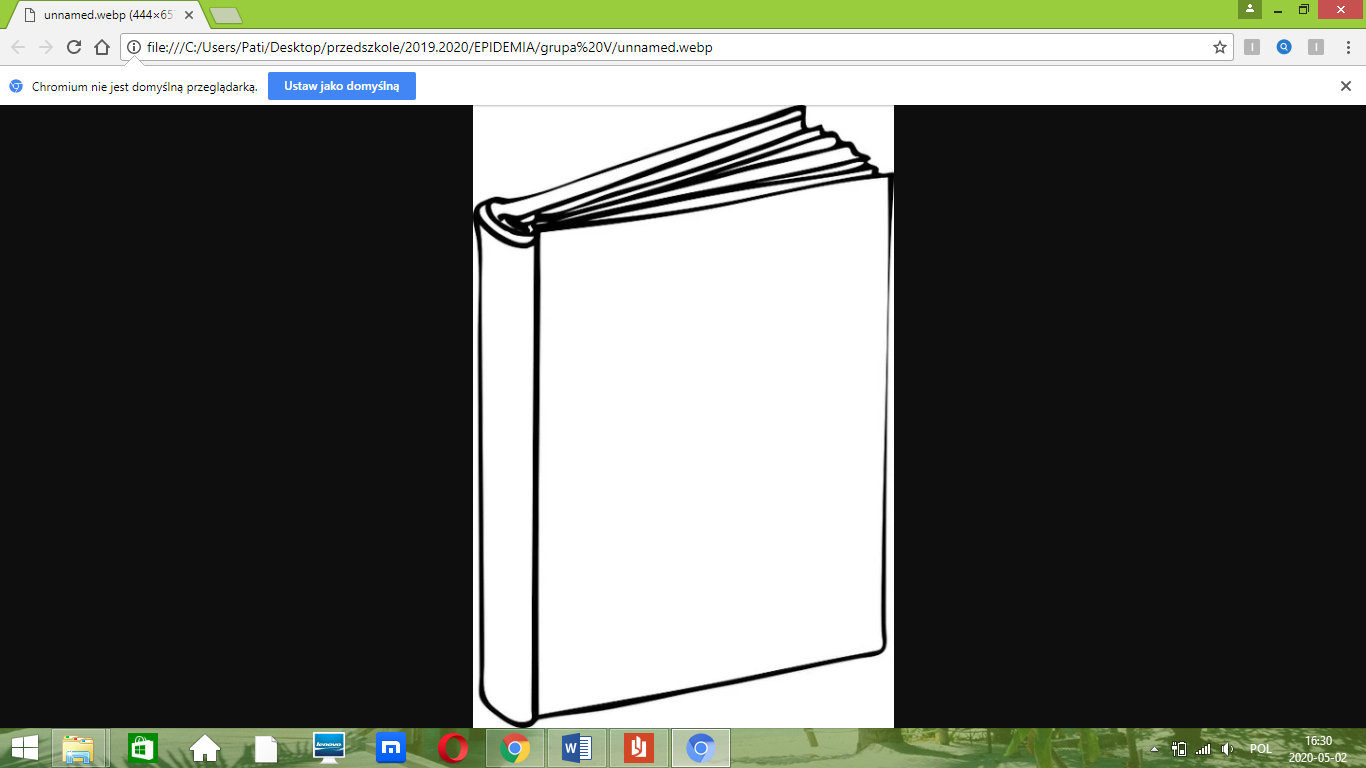 unnamed.webp (444×65
file:///C:/Users/Pati/Desktop/przedszkole/2019.2020/EPIDEMIA/grupa%20V/unnamed.webp
Chromium nie jest domyślną przeglądarką.
Ustaw jako domyślną
lenovo
m
W
POL
16:30
2020-05-02